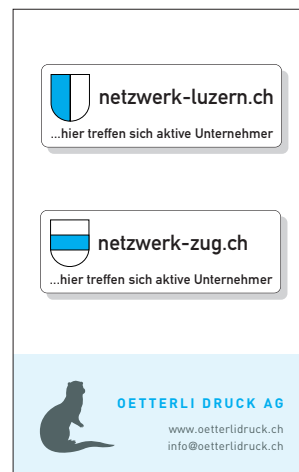 netzwerk-luzern.ch
...hier treffen sich aktive Unternehmer
netzwerk-zug.ch
...hier treffen sich aktive Unternehmer
OETTERLI DRUCK AG
www.oetterlidruck.ch
info@oetterlidruck.ch